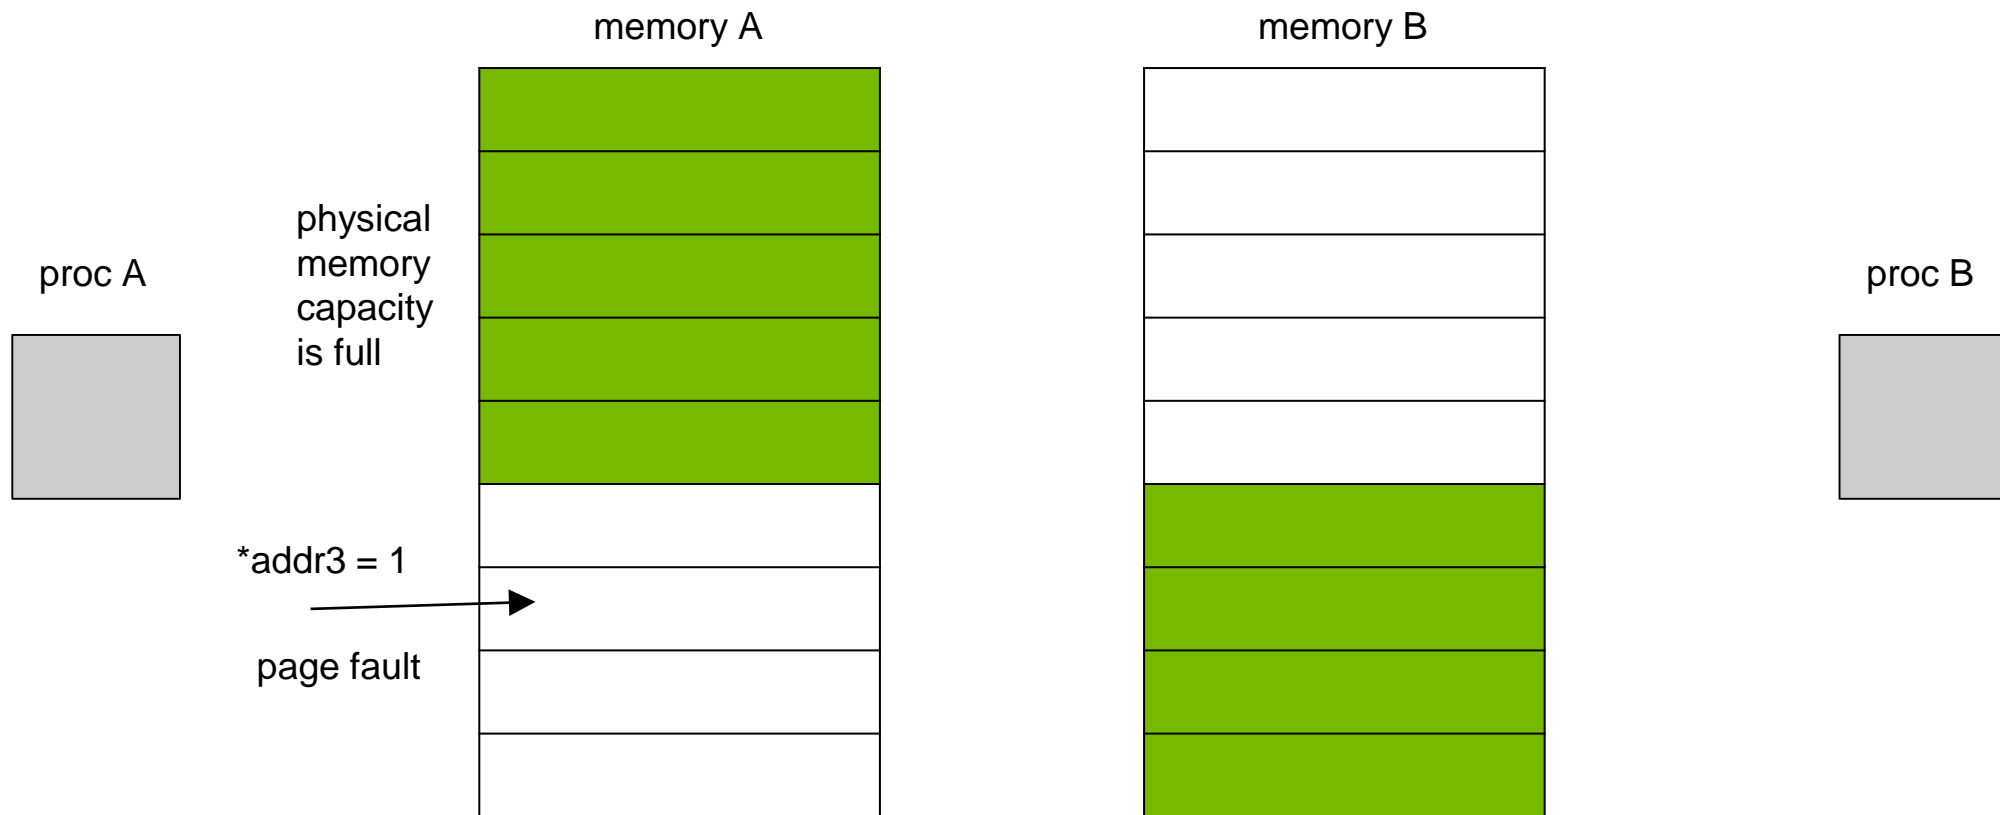 memory A
memory B
physical
memory
capacity
is full
proc A
proc B
*addr3 = 1
page fault